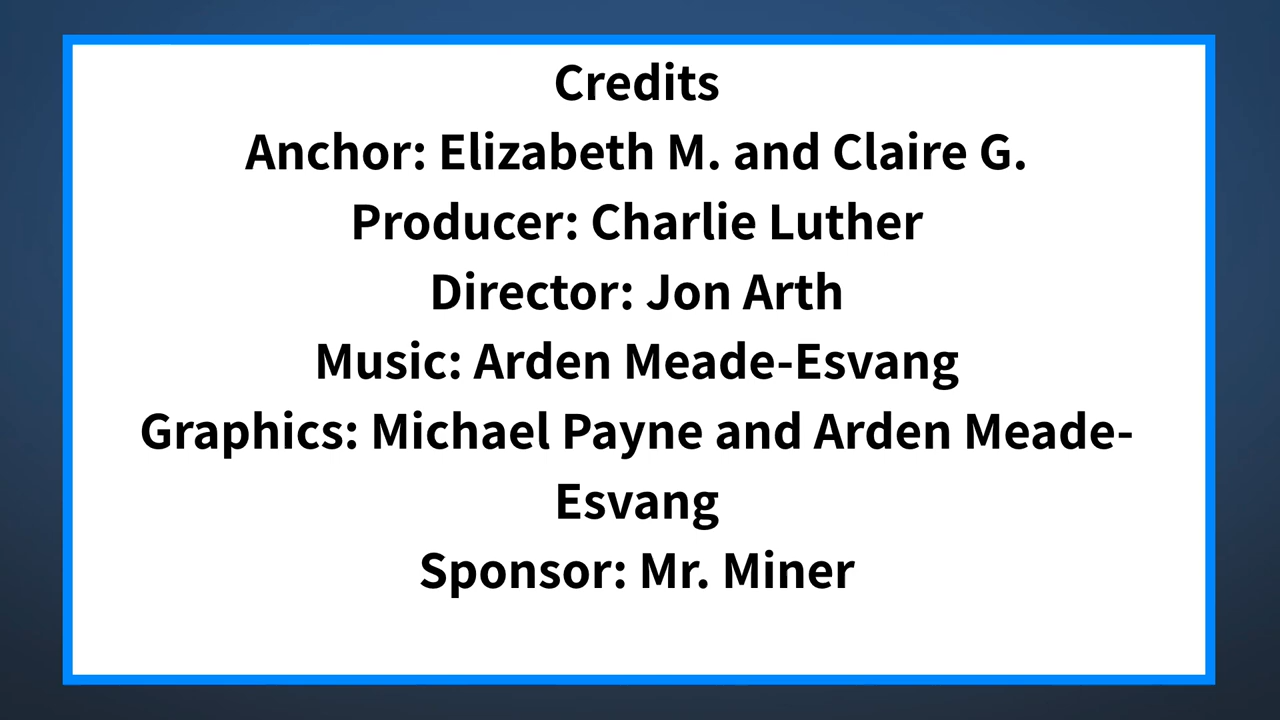 Credits
Anchor: Elizabeth M. and Claire G.
Producer: Charlie Luther
Director: Jon Arth
Music: Arden Meade-Esvang
Graphics: Michael Payne and Arden Meade-
Esvang
Sponsor: Mr. Miner